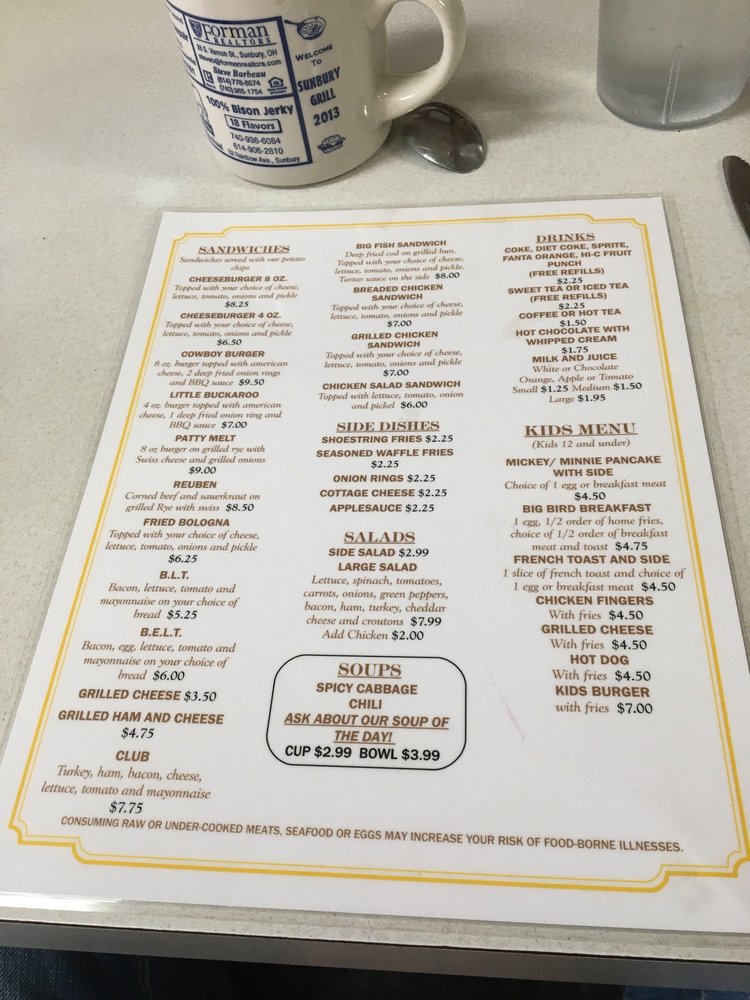 Forman
REALTORS
Sunbury, OH
Steve Barbeau
(614)778-8574
(740)965-1754
100% Bison Jerky
18 Flavors
740-936-6084
614-906-2810
Rainbow Ave., Sunbury
WELCOME
TO
SUNBURY
GRILL
2013
SANDWICHES
Sandwiches served with our potato
chips
CHEESEBURGER 8 OZ.
Topped with your choice of cheese,
lettuce, tomato, onions and pickle
$8.25
CHEESEBURGER 4 OZ.
Topped with your choice of cheese,
lettuce, tomato, onions and pickle
$6.50
COWBOY BURGER
8 oz. burger topped with american
cheese, 2 deep fried onion rings
and BBQ sauce $9.50
LITTLE BUCKAROO
4 oz. burger topped with american
cheese, 1 deep fried onion ring and
BBQ sauce $7.00
PATTY MELT
8 oz burger on grilled rye with
Swiss cheese and grilled onions
$9.00
REUBEN
Corned beef and sauerkraut on
grilled Rye with swiss $8.50
FRIED BOLOGNA
Topped with your choice of cheese,
lettuce, tomato, onions and pickle
$6.25
B.L.T.
Bacon, lettuce, tomato and
mayonnaise on your choice of
bread $5.25
B.E.L.T.
Bacon, egg, lettuce, tomato and
mayonnaise on your choice of
bread $6.00
GRILLED CHEESE $3.50
GRILLED HAM AND CHEESE
$4.75
CLUB
Turkey, ham, bacon, cheese,
lettuce, tomato and mayonnaise
$7.75
BIG FISH SANDWICH
Deep fried cod on grilled bun.
Topped with your choice of cheese,
lettuce, tomato, onions and pickle.
Tartar sauce on the side $8.00
BREADED CHICKEN
SANDWICH
Topped with your choice of cheese,
lettuce, tomato, onions and pickle
$7.00
GRILLED CHICKEN
SANDWICH
Topped with your choice of cheese,
lettuce, tomato, onions and pickle
$7.00
CHICKEN SALAD SANDWICH
Topped with lettuce, tomato, onion
and pickel $6.00
SIDE DISHES
SHOESTRING FRIES $2.25
SEASONED WAFFLE FRIES
$2.25
ONION RINGS $2.25
COTTAGE CHEESE $2.25
APPLESAUCE $2.25
SALADS
SIDE SALAD $2.99
LARGE SALAD
Lettuce, spinach, tomatoes,
carrots, onions, green peppers,
bacon, ham, turkey, cheddar
cheese and croutons $7.99
Add Chicken $2.00
SOUPS
SPICY CABBAGE
CHILI
ASK ABOUT OUR SOUP OF
THE DAY!
CUP $2.99 BOWL $3.99
DRINKS
COKE, DIET COKE, SPRITE,
FANTA ORANGE, HI-C FRUIT
PUNCH
(FREE REFILLS)
$2.25
SWEET TEA OR ICED TEA
(FREE REFILLS)
$2.25
COFFEE OR HOT TEA
$1.50
HOT CHOCOLATE WITH
WHIPPED CREAM
$1.75
MILK AND JUICE
White or Chocolate
Orange, Apple or Tomato
Small $1.25 Medium $1.50
Large $1.95
KIDS MENU
(Kids 12 and under)
MICKEY/ MINNIE PANCAKE
WITH SIDE
Choice of 1 egg or breakfast meat
$4.50
BIG BIRD BREAKFAST
1 egg, 1/2 order of home fries,
choice of 1/2 order of breakfast
meat and toast $4.75
FRENCH TOAST AND SIDE
1 slice of french toast and choice of
1 egg or breakfast meat $4.50
CHICKEN FINGERS
With fries $4.50
GRILLED CHEESE
With fries $4.50
HOT DOG
With fries $4.50
KIDS BURGER
with fries $7.00
CONSUMING RAW OR UNDER-COOKED MEATS, SEAFOOD OR EGGS MAY INCREASE YOUR RISK OF FOOD-BORNE ILLNESSES.